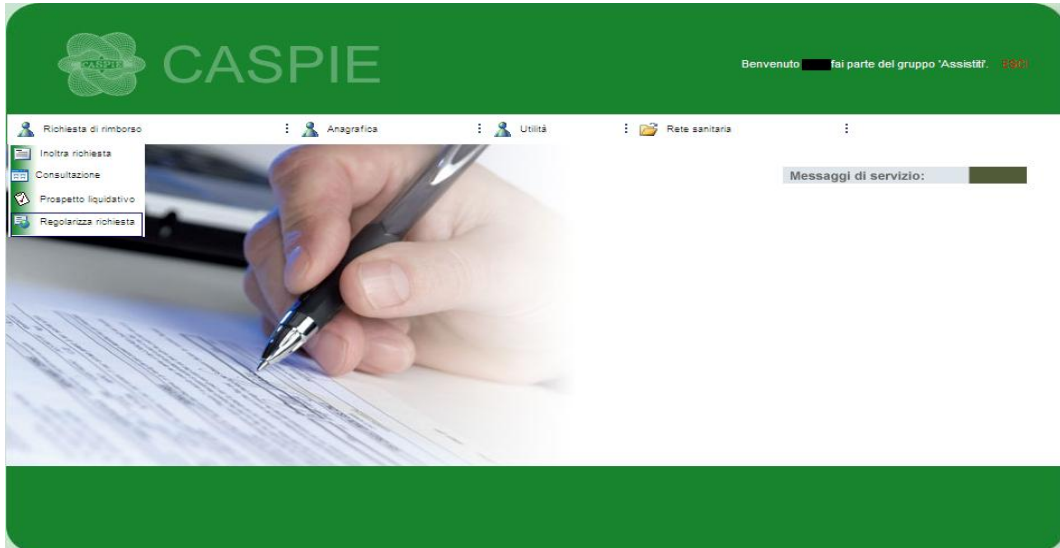 CASPIE
CASPIE
Benvenuto fai parte del gruppo 'Assistiti'. ESCI
Richiesta di rimborso
Anagrafica
Utilità
Rete sanitaria
Inoltra richiesta
Consultazione
Prospetto liquidativo
Regolarizza richiesta
Messaggi di servizio: